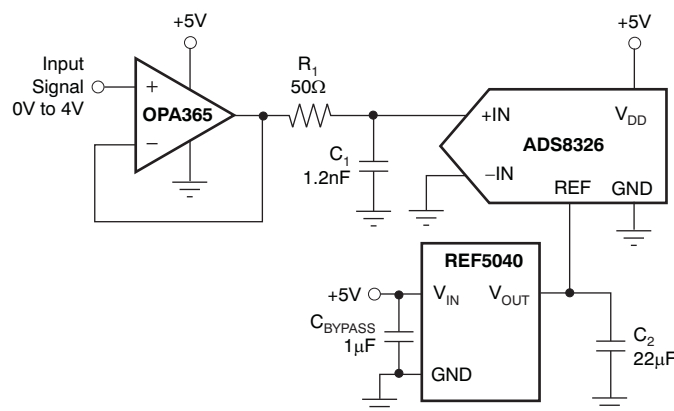 +5V
Input
Signal
0V to 4V
+
OPA365
−
R1
50Ω
C1
1.2nF
+5V
+IN
VDD
ADS8326
−IN
REF
GND
REF5040
+5V
VIN
VOUT
CBYPASS
1μF
GND
C2
22μF